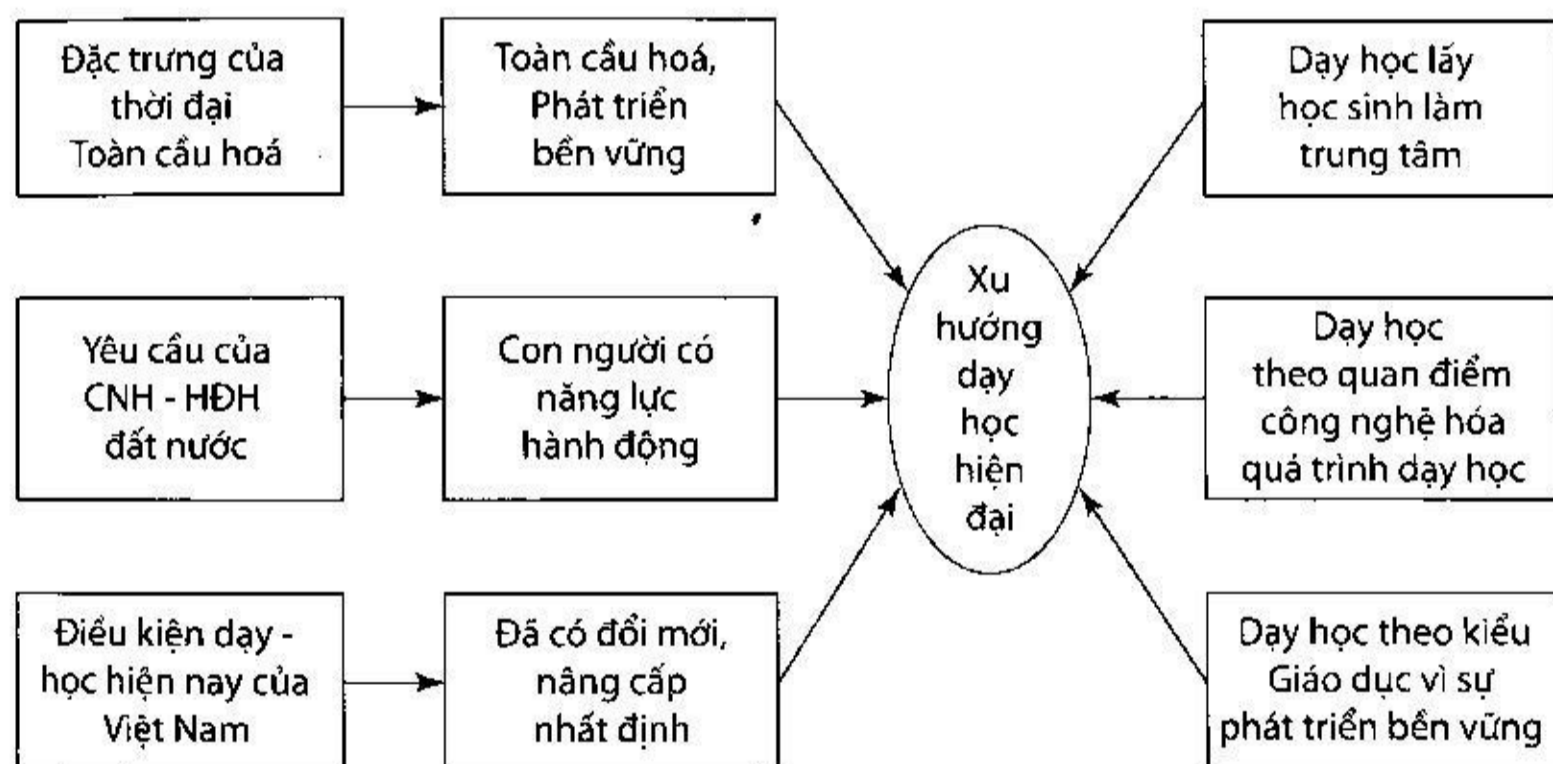 Đặc trưng của
thời đại
Toàn cầu hoá
Toàn cầu hoá,
Phát triển
bền vững
Dạy học lấy
học sinh làm
trung tâm
Yêu cầu của
CNH - HĐH
đất nước
Con người có
năng lực
hành động
Xu
hướng
dạy
học
hiện
đại
Dạy học
theo quan điểm
công nghệ hóa
quá trình dạy học
Điều kiện dạy -
học hiện nay của
Việt Nam
Đã có đổi mới,
nâng cấp
nhất định
Dạy học theo kiểu
Giáo dục vì sự
phát triển bền vững